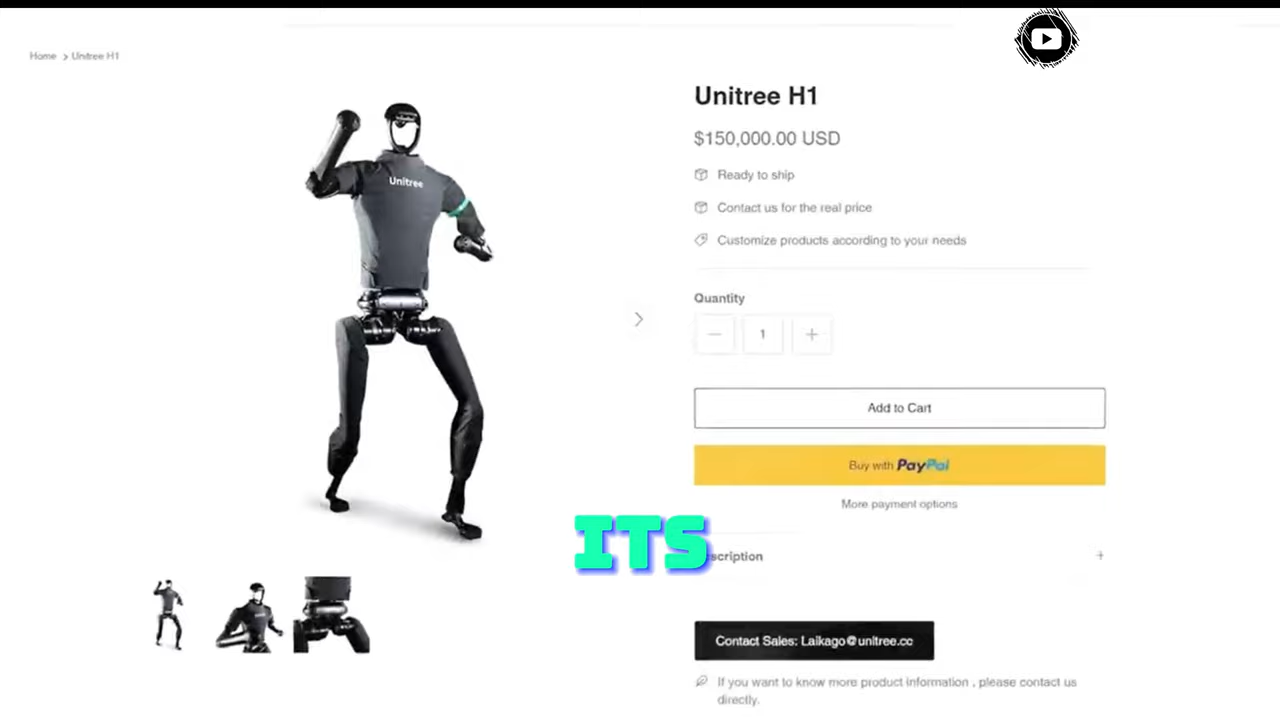 Home > Unitree H1
Unitree H1
$150,000.00 USD
Ready to ship
Contact us for the real price
Customize products according to your needs
Unitree
Quantity
1
Add to Cart
Buy with PayPal
More payment options
ITS
scription
Contact Sales: Laikago@unitree.cc
If you want to know more product information , please contact us
directly.